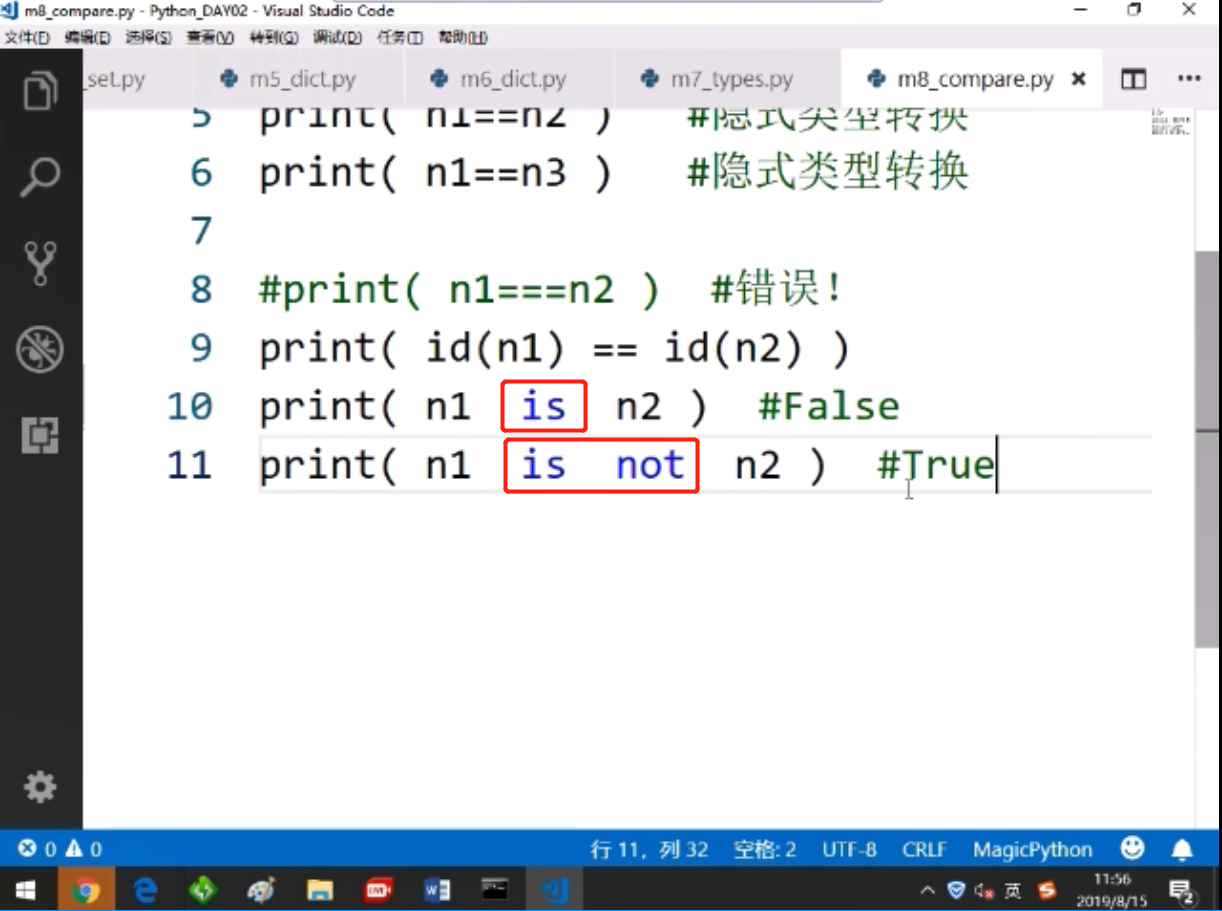 m8_compare.py - Python_DAY02 - Visual Studio Code
文件(F) 编辑(E) 选择(S) 查看(V) 转到(G) 调试(D) 任务(T) 帮助(H)
_set.py m5_dict.py m6_dict.py m7_types.py m8_compare.py
5 print( n1==n2 ) #隐式类型转换
6 print( n1==n3 ) #隐式类型转换
7
8 #print( n1===n2 ) #错误!
9 print( id(n1) == id(n2) )
10 print( n1 is n2 ) #False
11 print( n1 is not n2 ) #True
0 0 行 11, 列 32 空格: 2 UTF-8 CRLF MagicPython
英 11:56
2019/8/15 2